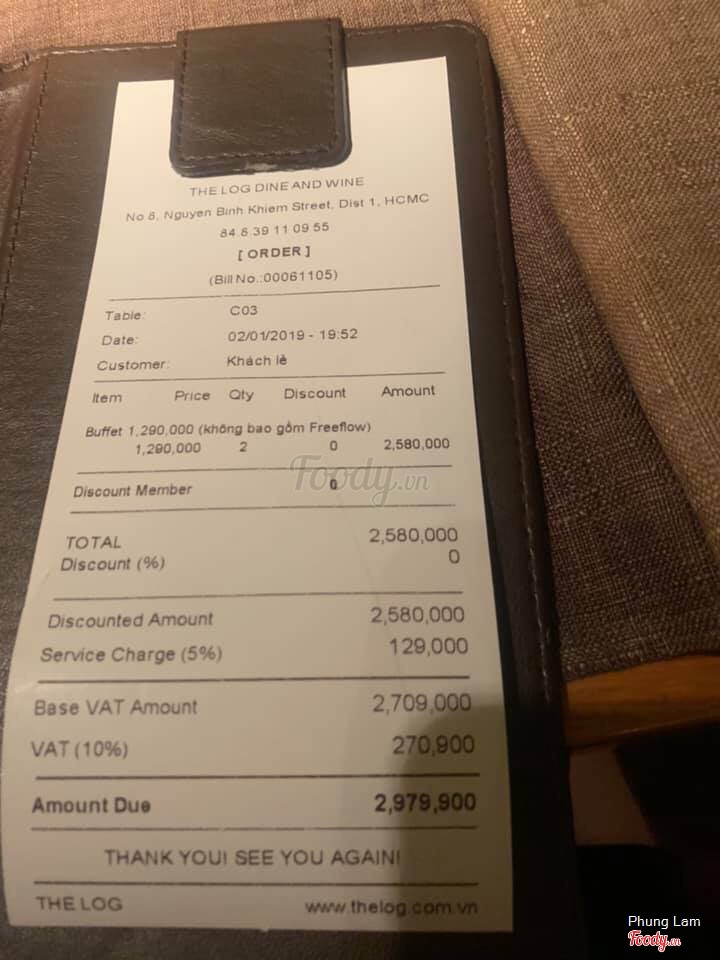 THE LOG DINE AND WINE
No 8, Nguyen Binh Khiem Street, Dist 1, HCMC
84.8 39 11 09 55
[ ORDER ]
(Bill No.:00061105)
Table: C03
Date: 02/01/2019 - 19:52
Customer: Khách lẻ
Item Price Qty Discount Amount
Buffet 1,290,000 (không bao gồm Freeflow)
1,290,000 2 0 2,580,000
Foody.vn
Discount Member 0
TOTAL 2,580,000
Discount (%) 0
Discounted Amount 2,580,000
Service Charge (5%) 129,000
Base VAT Amount 2,709,000
VAT (10%) 270,900
Amount Due 2,979,900
THANK YOU! SEE YOU AGAIN!
THE LOG www.thelog.com.vn
Phung Lam
Foody.vn